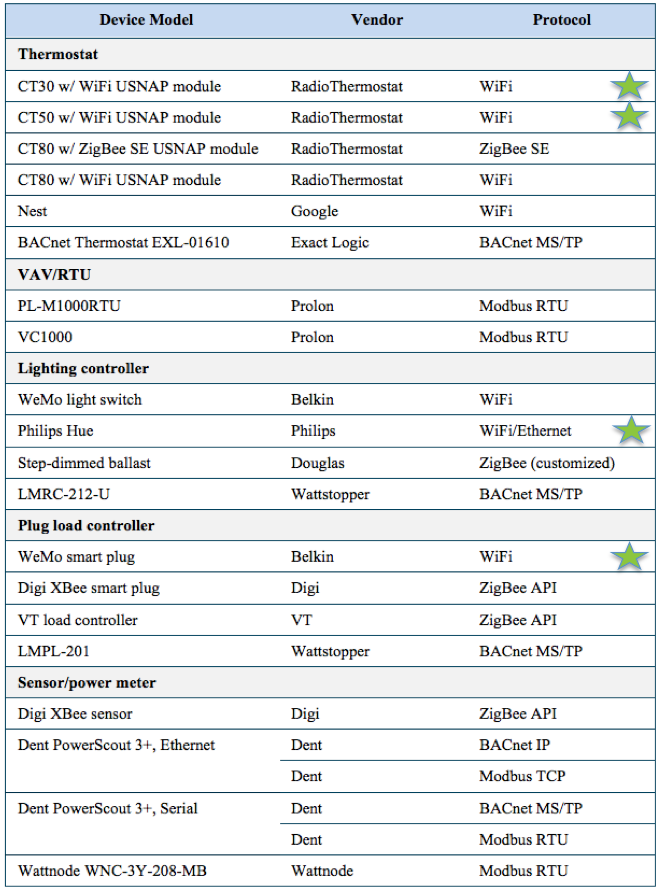 Device Model Vendor Protocol
Thermostat
CT30 w/ WiFi USNAP module RadioThermostat WiFi
CT50 w/ WiFi USNAP module RadioThermostat WiFi
CT80 w/ ZigBee SE USNAP module RadioThermostat ZigBee SE
CT80 w/ WiFi USNAP module RadioThermostat WiFi
Nest Google WiFi
BACnet Thermostat EXL-01610 Exact Logic BACnet MS/TP
VAV/RTU
PL-M1000RTU Prolon Modbus RTU
VC1000 Prolon Modbus RTU
Lighting controller
WeMo light switch Belkin WiFi
Philips Hue Philips WiFi/Ethernet
Step-dimmed ballast Douglas ZigBee (customized)
LMRC-212-U Wattstopper BACnet MS/TP
Plug load controller
WeMo smart plug Belkin WiFi
Digi XBee smart plug Digi ZigBee API
VT load controller VT ZigBee API
LMPL-201 Wattstopper BACnet MS/TP
Sensor/power meter
Digi XBee sensor Digi ZigBee API
Dent PowerScout 3+, Ethernet Dent BACnet IP
Dent Modbus TCP
Dent PowerScout 3+, Serial Dent BACnet MS/TP
Dent Modbus RTU
Wattnode WNC-3Y-208-MB Wattnode Modbus RTU